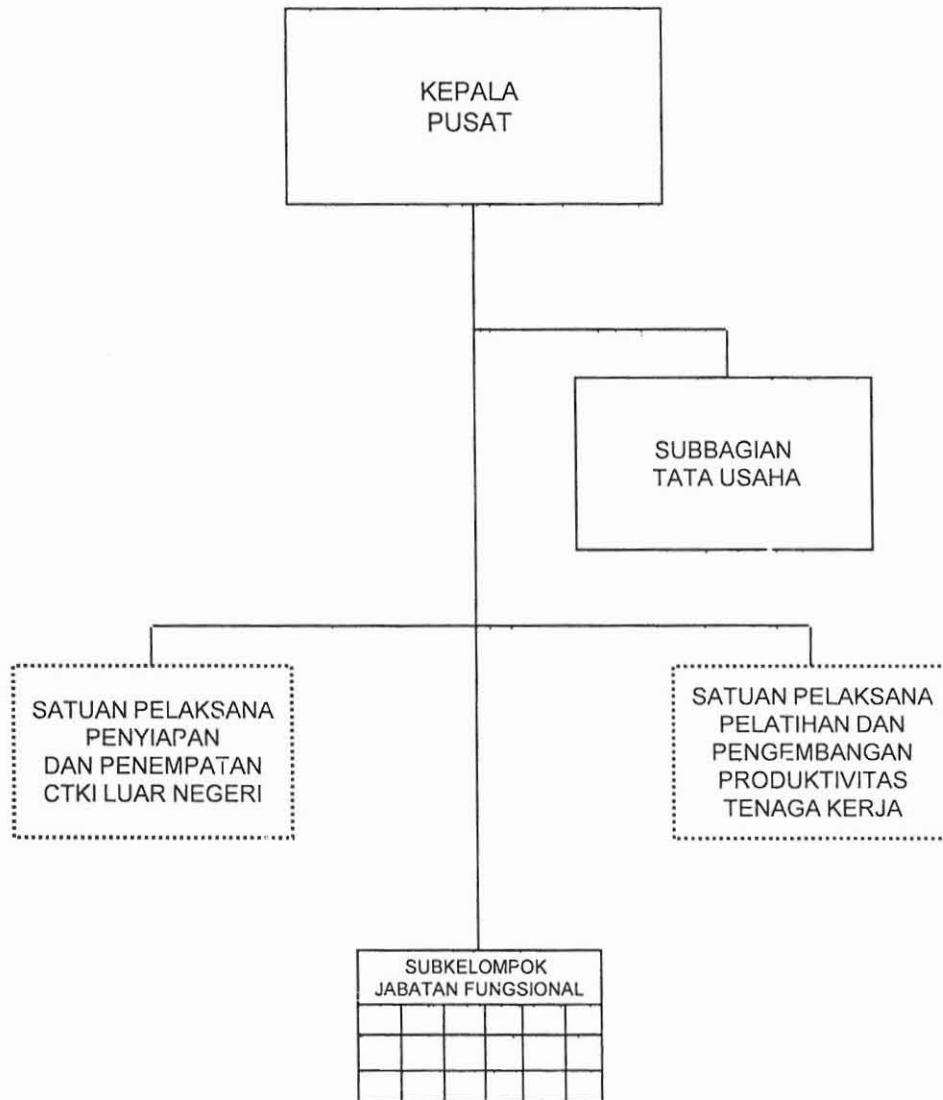 KEPALA
PUSAT
SUBBAGIAN
TATA USAHA
SATUAN PELAKSANA
PENYIAPAN
DAN PENEMPATAN
CTKI LUAR NEGERI
SATUAN PELAKSANA
PELATIHAN DAN
PENGEMBANGAN
PRODUKTIVITAS
TENAGA KERJA
SUBKELOMPOK
JABATAN FUNGSIONAL